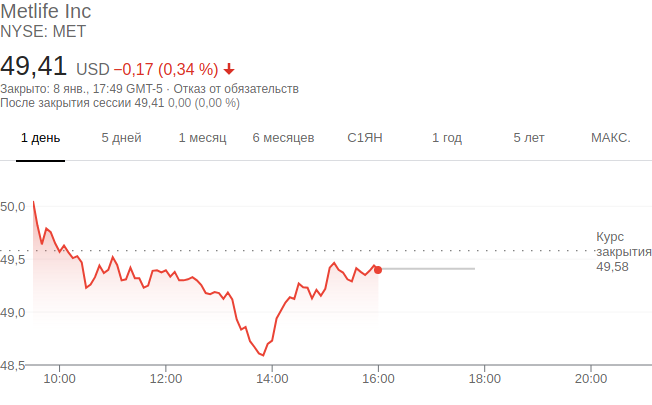 Metlife Inc
NYSE: MET
49,41 USD −0,17 (0,34 %)
Закрыто: 8 янв., 17:49 GMT-5 · Отказ от обязательств
После закрытия сессии 49,41 0,00 (0,00 %)
1 день 5 дней 1 месяц 6 месяцев С1ЯН 1 год 5 лет МАКС.
50,0
49,5
49,0
48,5
Курс
закрытия
49,58
10:00 12:00 14:00 16:00 18:00 20:00